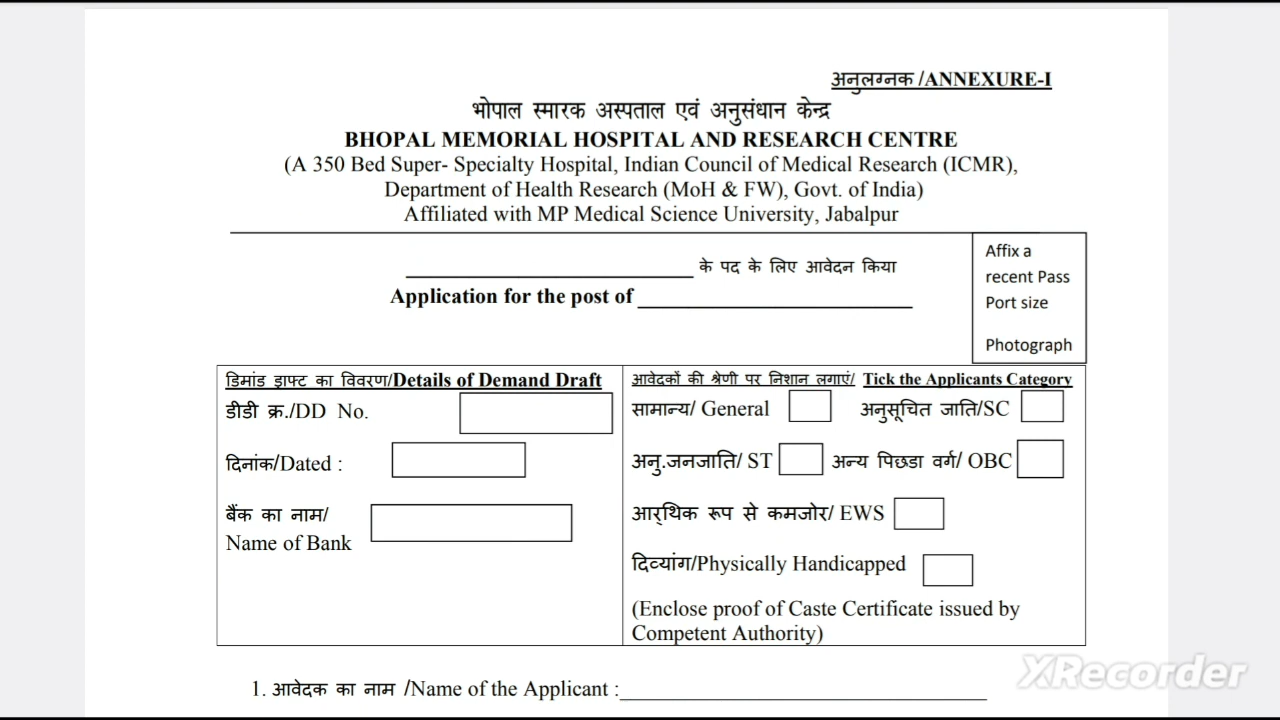 अनुलग्नक /ANNEXURE-I
भोपाल स्मारक अस्पताल एवं अनुसंधान केन्द्र
BHOPAL MEMORIAL HOSPITAL AND RESEARCH CENTRE
(A 350 Bed Super- Specialty Hospital, Indian Council of Medical Research (ICMR),
Department of Health Research (MoH & FW), Govt. of India)
Affiliated with MP Medical Science University, Jabalpur
Affix a
recent Pass
Port size
Photograph
के पद के लिए आवेदन किया
Application for the post of
डिमांड ड्राफ्ट का विवरण/Details of Demand Draft
डीडी क्र./DD No.
दिनांक/Dated :
बैंक का नाम/
Name of Bank
आवेदकों की श्रेणी पर निशान लगाएं/ Tick the Applicants Category
सामान्य/ General अनुसूचित जाति/SC
अनु.जनजाति/ ST अन्य पिछडा वर्ग/ OBC
आर्थिक रूप से कमजोर/ EWS
दिव्यांग/Physically Handicapped
(Enclose proof of Caste Certificate issued by
Competent Authority)
1. आवेदक का नाम /Name of the Applicant :
XRecorder